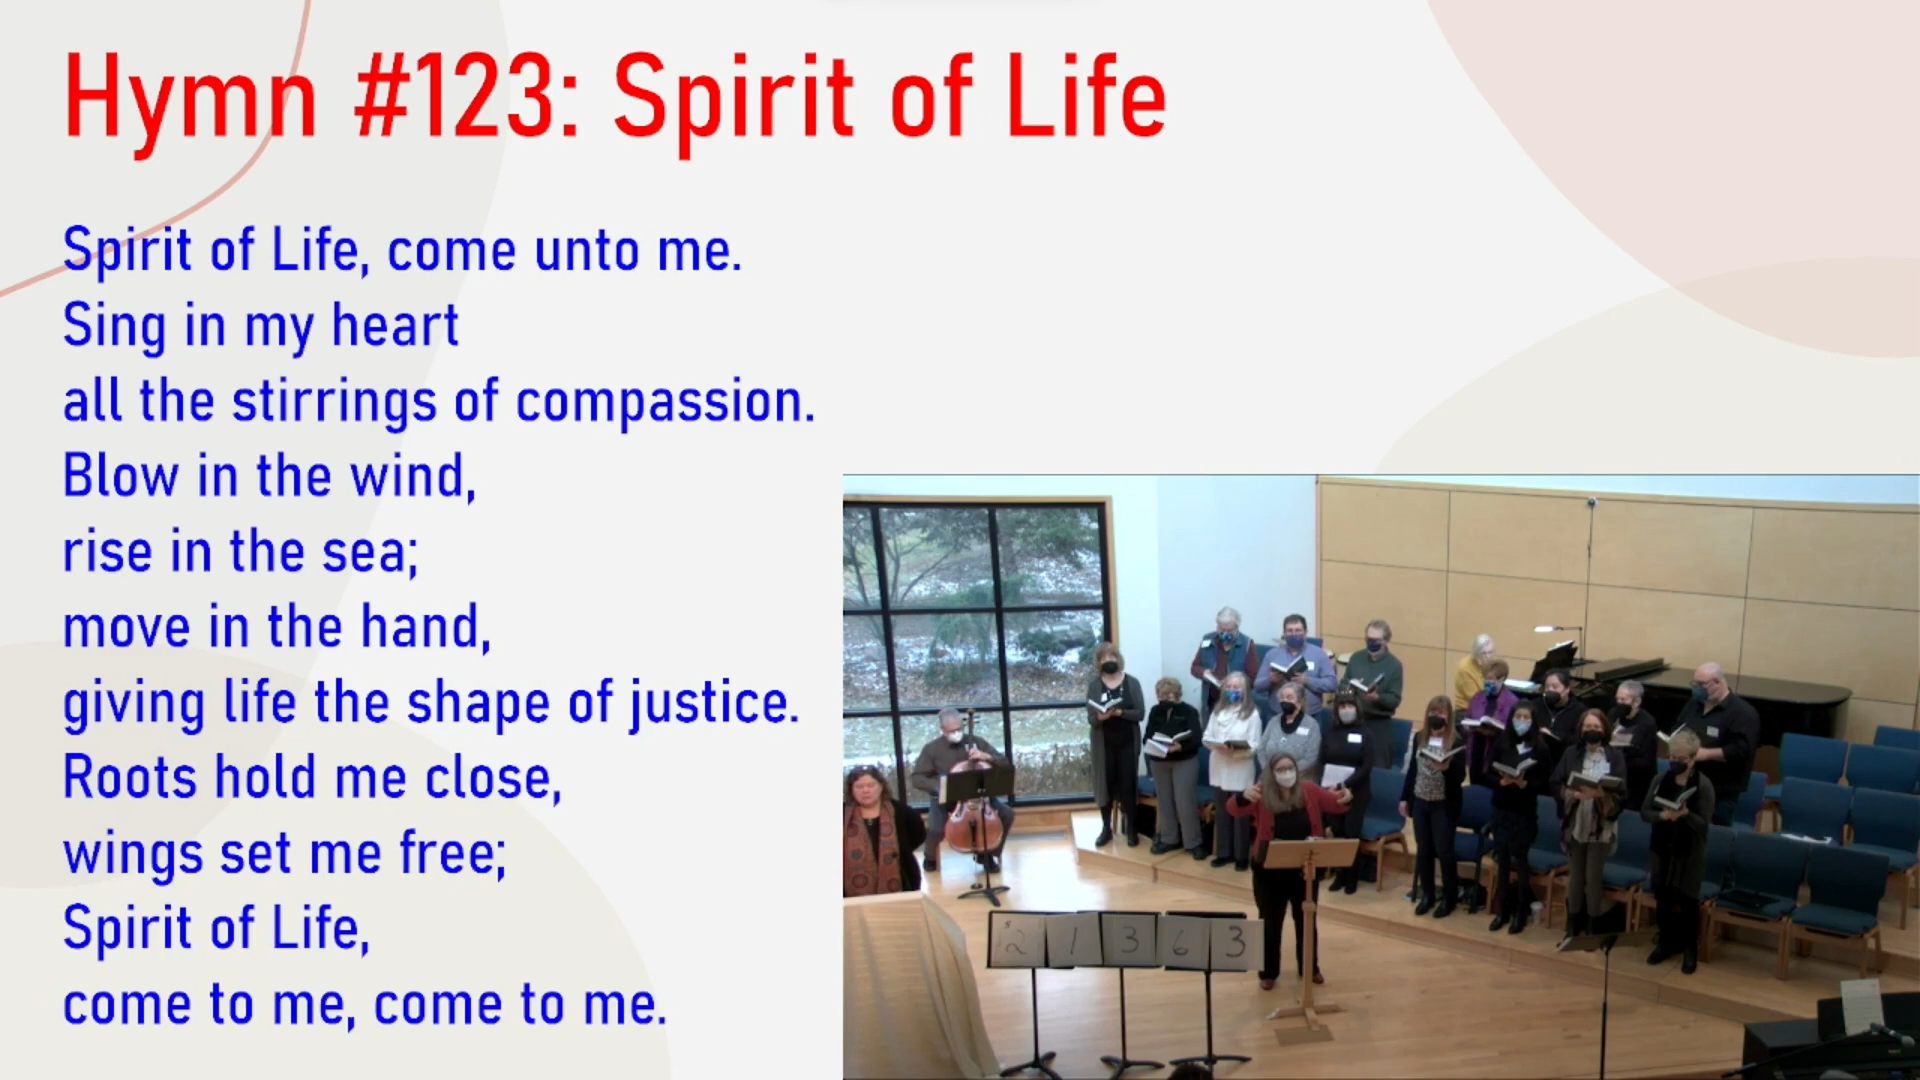 Hymn #123: Spirit of Life
Spirit of Life, come unto me.
Sing in my heart
all the stirrings of compassion.
Blow in the wind,
rise in the sea;
move in the hand,
giving life the shape of justice.
Roots hold me close,
wings set me free;
Spirit of Life,
come to me, come to me.
$2 1 3 6 3